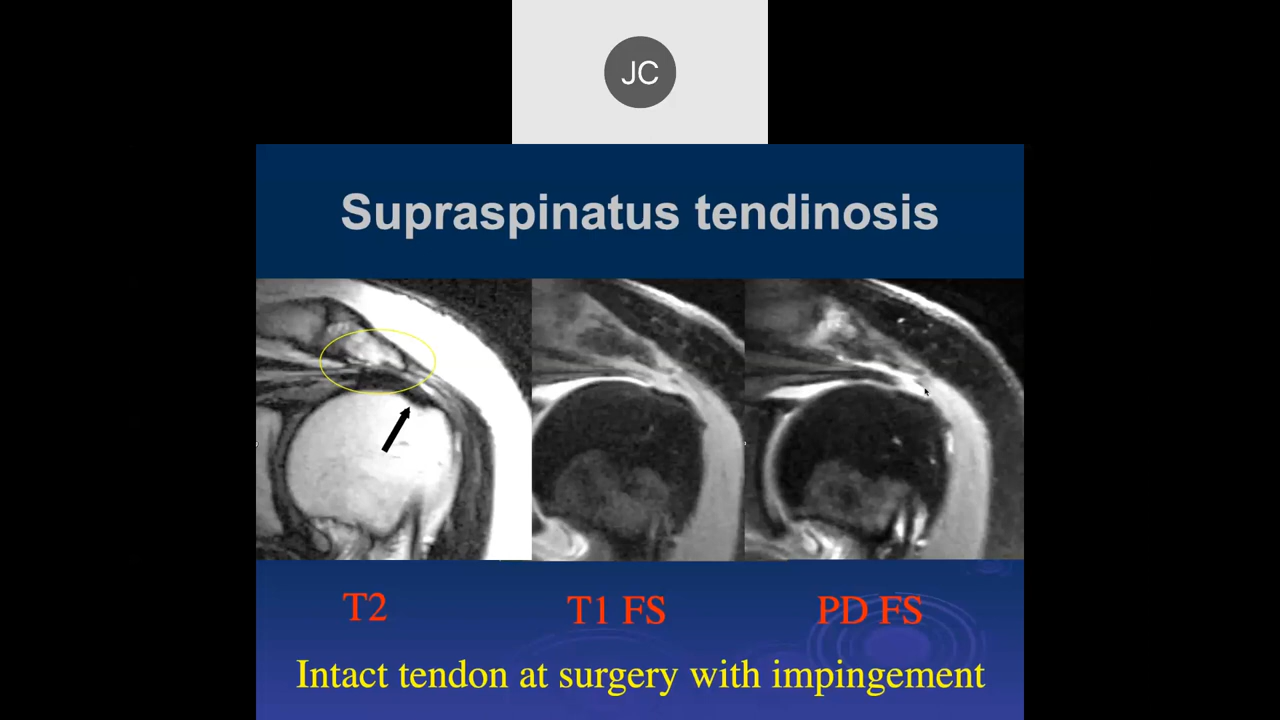 JC
Supraspinatus tendinosis
T2
T1 FS
PD FS
Intact tendon at surgery with impingement